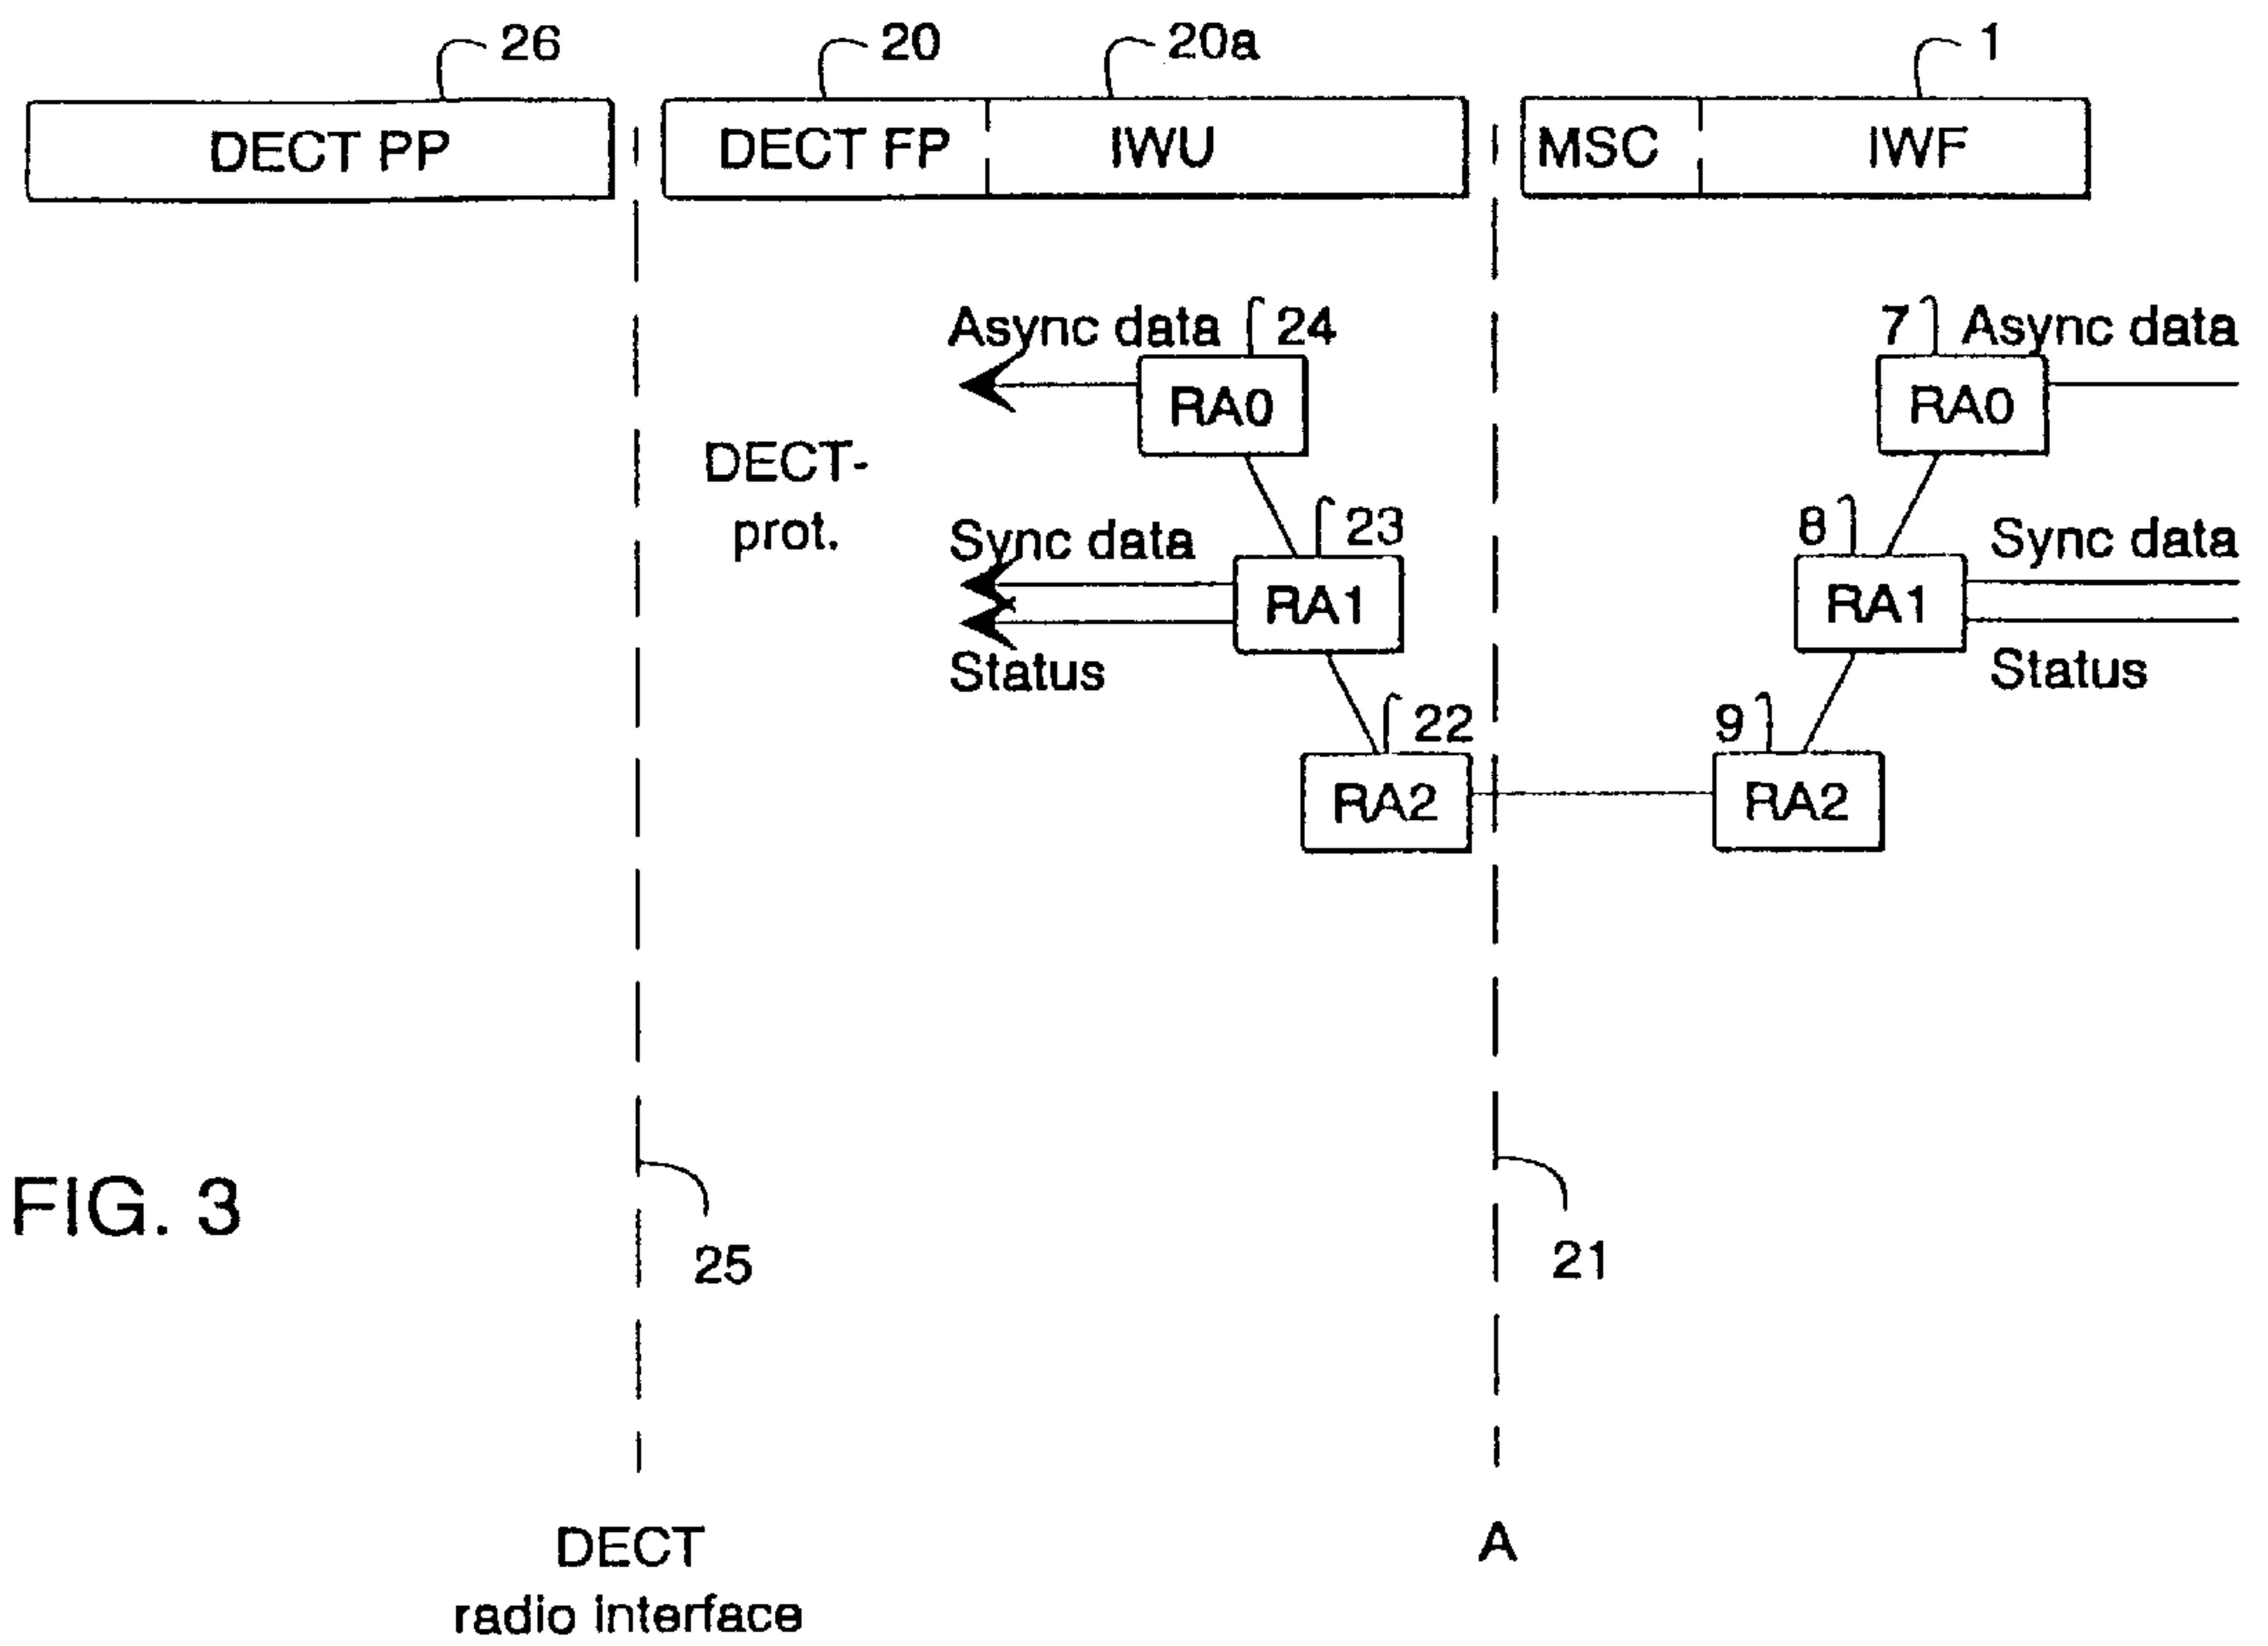 26 20 20a 1
DECT PP DECT FP IWU MSC IWF
Async data 24 7 Async data
RA0 RA0
DECT-
prot.
Sync data 23 8 Sync data
RA1 RA1
Status Status
22 9
RA2 RA2
FIG. 3
25 21
DECT
radio interface
A